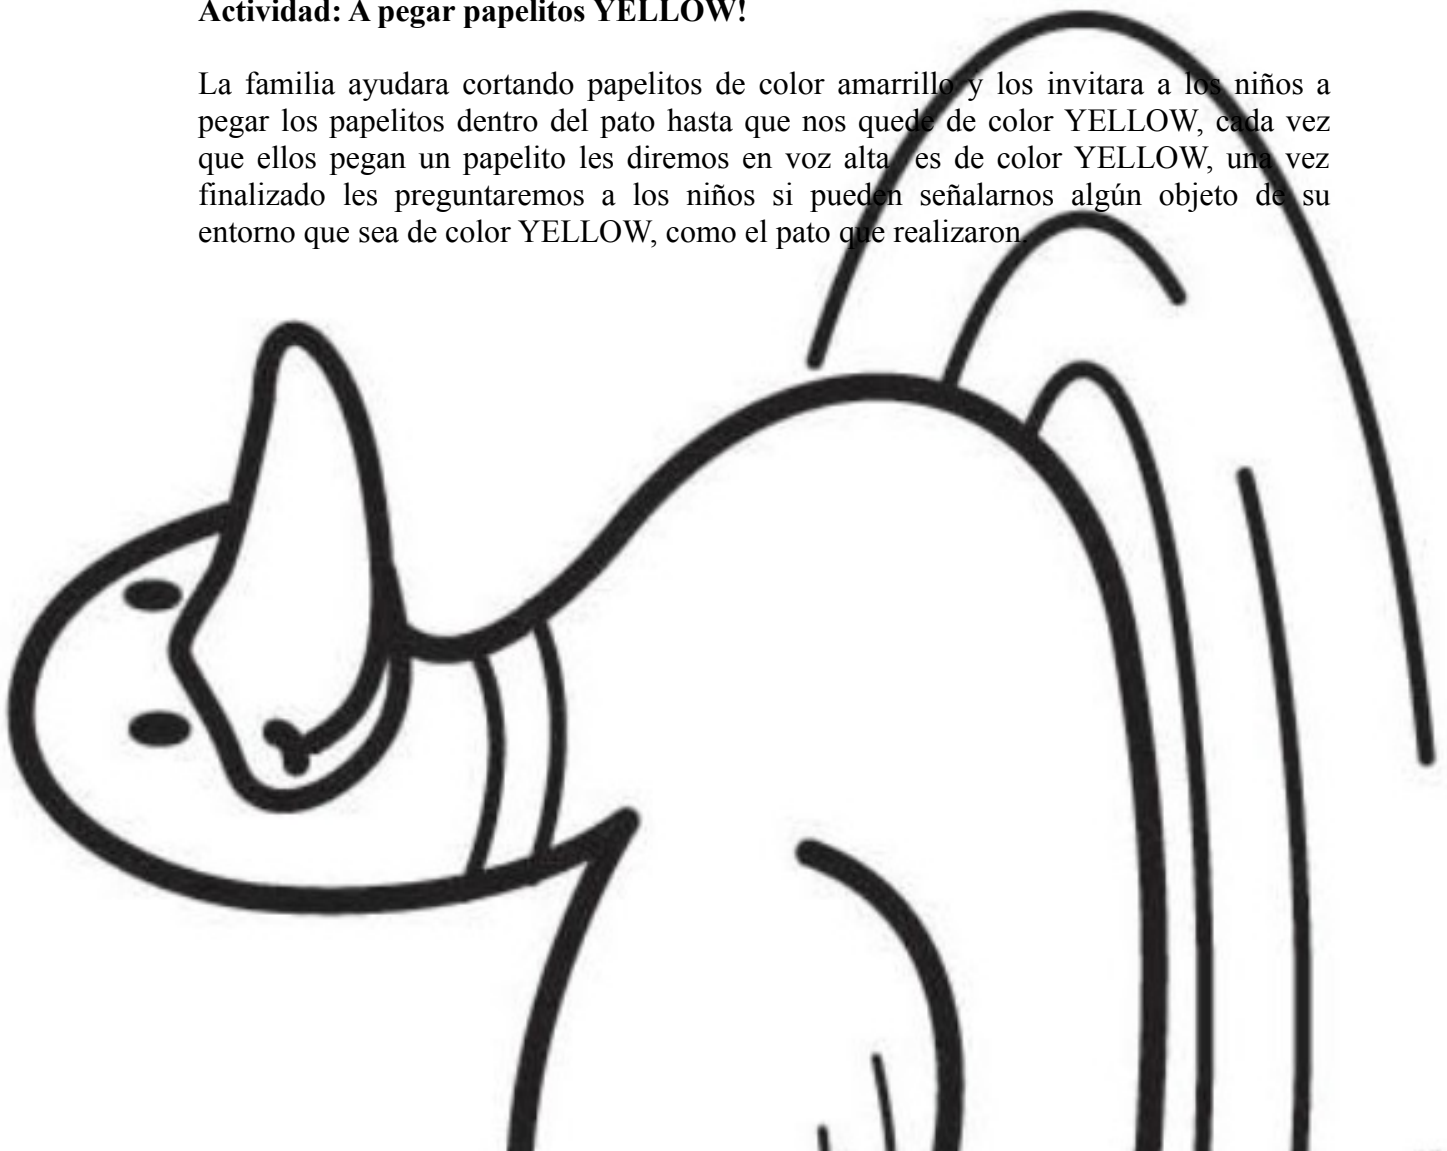 Actividad: A pegar papelitos YELLOW!
La familia ayudara cortando papelitos de color amarrillo y los invitara a los niños a
pegar los papelitos dentro del pato hasta que nos quede de color YELLOW, cada vez
que ellos pegan un papelito les diremos en voz alta es de color YELLOW, una vez
finalizado les preguntaremos a los niños si pueden señalarnos algún objeto de su
entorno que sea de color YELLOW, como el pato que realizaron.